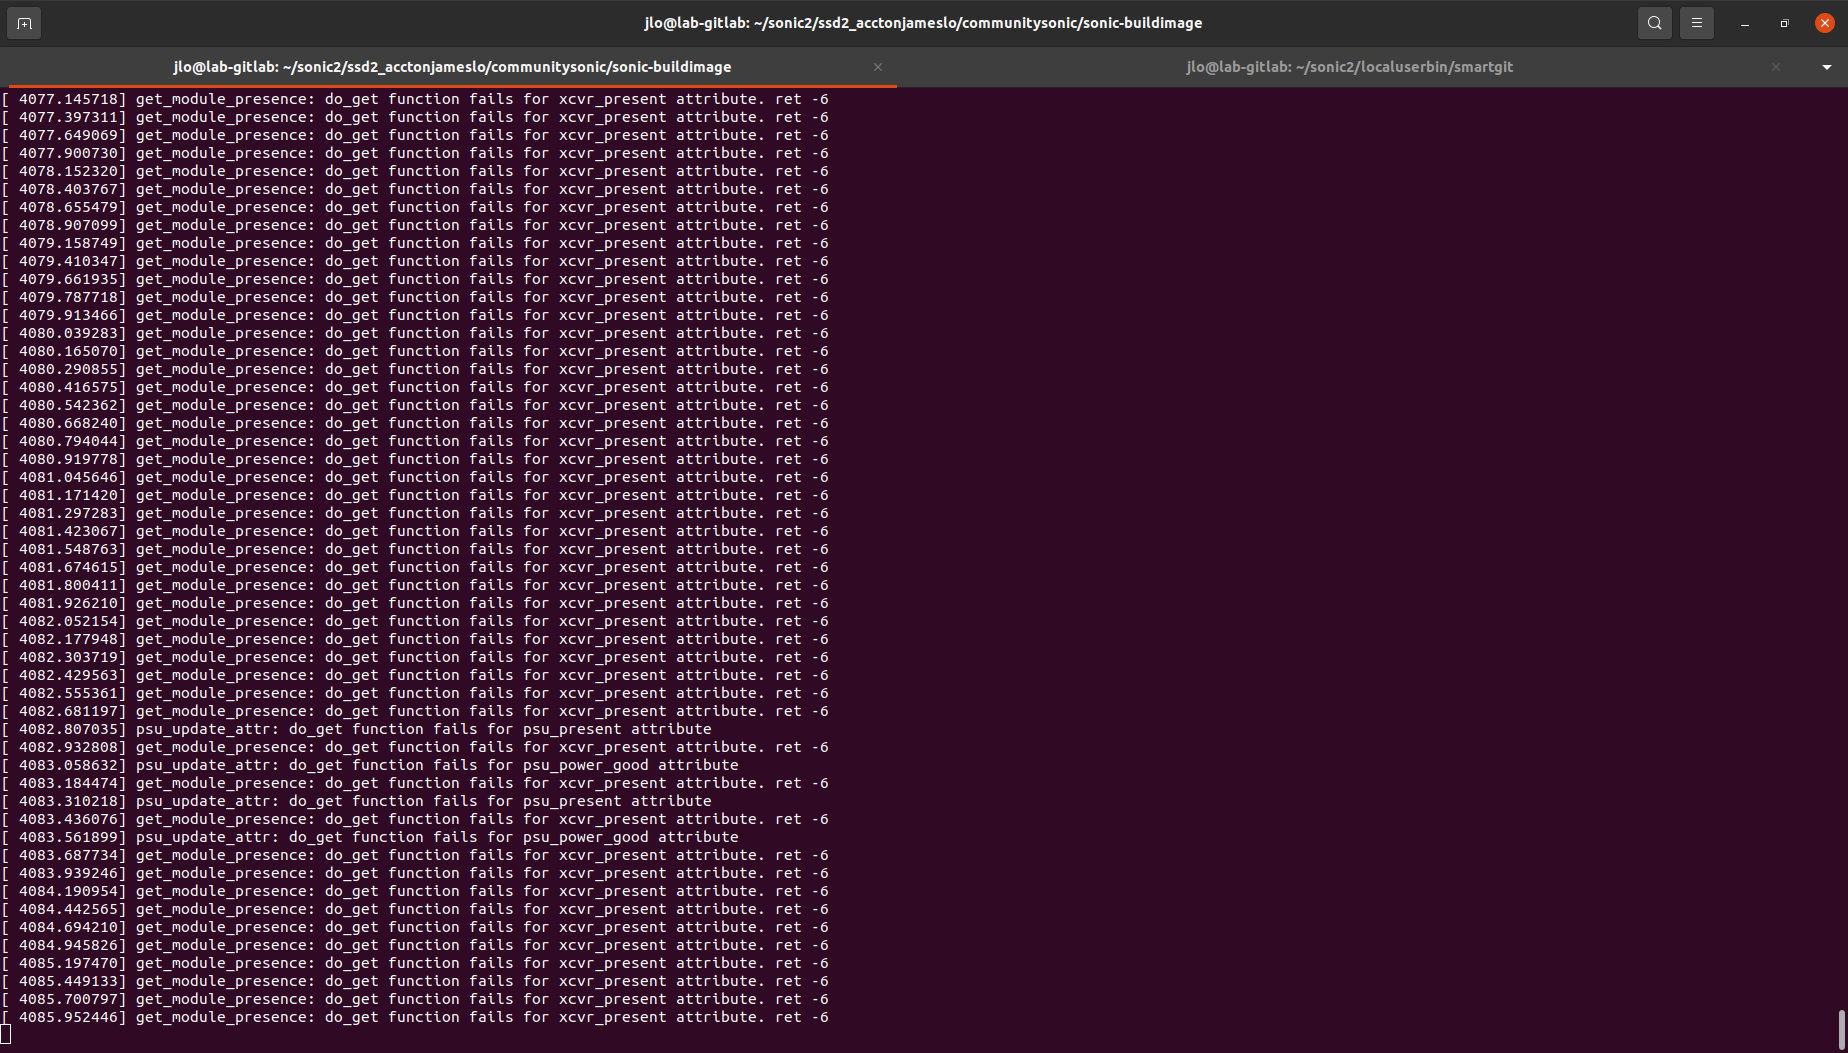 jlo@lab-gitlab: ~/sonic2/ssd2_acctonjameslo/communitysonic/sonic-buildimage
jlo@lab-gitlab: ~/sonic2/ssd2_acctonjameslo/communitysonic/sonic-buildimage
jlo@lab-gitlab: ~/sonic2/localuserbin/smartgit
[ 4077.145718] get_module_presence: do_get function fails for xcvr_present attribute. ret -6
[ 4077.397311] get_module_presence: do_get function fails for xcvr_present attribute. ret -6
[ 4077.649069] get_module_presence: do_get function fails for xcvr_present attribute. ret -6
[ 4077.900730] get_module_presence: do_get function fails for xcvr_present attribute. ret -6
[ 4078.152320] get_module_presence: do_get function fails for xcvr_present attribute. ret -6
[ 4078.403767] get_module_presence: do_get function fails for xcvr_present attribute. ret -6
[ 4078.655479] get_module_presence: do_get function fails for xcvr_present attribute. ret -6
[ 4078.907099] get_module_presence: do_get function fails for xcvr_present attribute. ret -6
[ 4079.158749] get_module_presence: do_get function fails for xcvr_present attribute. ret -6
[ 4079.410347] get_module_presence: do_get function fails for xcvr_present attribute. ret -6
[ 4079.661935] get_module_presence: do_get function fails for xcvr_present attribute. ret -6
[ 4079.787718] get_module_presence: do_get function fails for xcvr_present attribute. ret -6
[ 4079.913466] get_module_presence: do_get function fails for xcvr_present attribute. ret -6
[ 4080.039283] get_module_presence: do_get function fails for xcvr_present attribute. ret -6
[ 4080.165070] get_module_presence: do_get function fails for xcvr_present attribute. ret -6
[ 4080.290855] get_module_presence: do_get function fails for xcvr_present attribute. ret -6
[ 4080.416575] get_module_presence: do_get function fails for xcvr_present attribute. ret -6
[ 4080.542362] get_module_presence: do_get function fails for xcvr_present attribute. ret -6
[ 4080.668240] get_module_presence: do_get function fails for xcvr_present attribute. ret -6
[ 4080.794044] get_module_presence: do_get function fails for xcvr_present attribute. ret -6
[ 4080.919778] get_module_presence: do_get function fails for xcvr_present attribute. ret -6
[ 4081.045646] get_module_presence: do_get function fails for xcvr_present attribute. ret -6
[ 4081.171420] get_module_presence: do_get function fails for xcvr_present attribute. ret -6
[ 4081.297283] get_module_presence: do_get function fails for xcvr_present attribute. ret -6
[ 4081.423067] get_module_presence: do_get function fails for xcvr_present attribute. ret -6
[ 4081.548763] get_module_presence: do_get function fails for xcvr_present attribute. ret -6
[ 4081.674615] get_module_presence: do_get function fails for xcvr_present attribute. ret -6
[ 4081.800411] get_module_presence: do_get function fails for xcvr_present attribute. ret -6
[ 4081.926210] get_module_presence: do_get function fails for xcvr_present attribute. ret -6
[ 4082.052154] get_module_presence: do_get function fails for xcvr_present attribute. ret -6
[ 4082.177948] get_module_presence: do_get function fails for xcvr_present attribute. ret -6
[ 4082.303719] get_module_presence: do_get function fails for xcvr_present attribute. ret -6
[ 4082.429563] get_module_presence: do_get function fails for xcvr_present attribute. ret -6
[ 4082.555361] get_module_presence: do_get function fails for xcvr_present attribute. ret -6
[ 4082.681197] get_module_presence: do_get function fails for xcvr_present attribute. ret -6
[ 4082.807035] psu_update_attr: do_get function fails for psu_present attribute
[ 4082.932808] get_module_presence: do_get function fails for xcvr_present attribute. ret -6
[ 4083.058632] psu_update_attr: do_get function fails for psu_power_good attribute
[ 4083.184474] get_module_presence: do_get function fails for xcvr_present attribute. ret -6
[ 4083.310218] psu_update_attr: do_get function fails for psu_present attribute
[ 4083.436076] get_module_presence: do_get function fails for xcvr_present attribute. ret -6
[ 4083.561899] psu_update_attr: do_get function fails for psu_power_good attribute
[ 4083.687734] get_module_presence: do_get function fails for xcvr_present attribute. ret -6
[ 4083.939246] get_module_presence: do_get function fails for xcvr_present attribute. ret -6
[ 4084.190954] get_module_presence: do_get function fails for xcvr_present attribute. ret -6
[ 4084.442565] get_module_presence: do_get function fails for xcvr_present attribute. ret -6
[ 4084.694210] get_module_presence: do_get function fails for xcvr_present attribute. ret -6
[ 4084.945826] get_module_presence: do_get function fails for xcvr_present attribute. ret -6
[ 4085.197470] get_module_presence: do_get function fails for xcvr_present attribute. ret -6
[ 4085.449133] get_module_presence: do_get function fails for xcvr_present attribute. ret -6
[ 4085.700797] get_module_presence: do_get function fails for xcvr_present attribute. ret -6
[ 4085.952446] get_module_presence: do_get function fails for xcvr_present attribute. ret -6